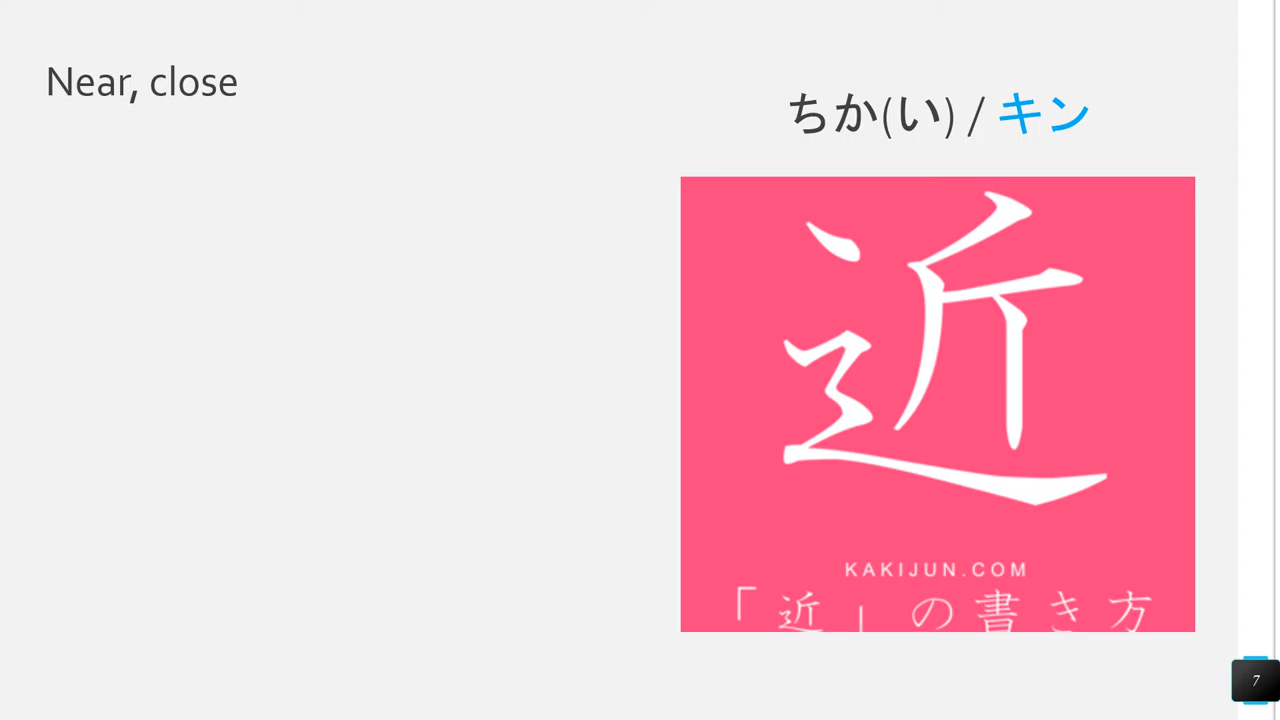 Near, close
ちか(い) / キン
近
KAKIJUN.COM
「近」の書き方
7